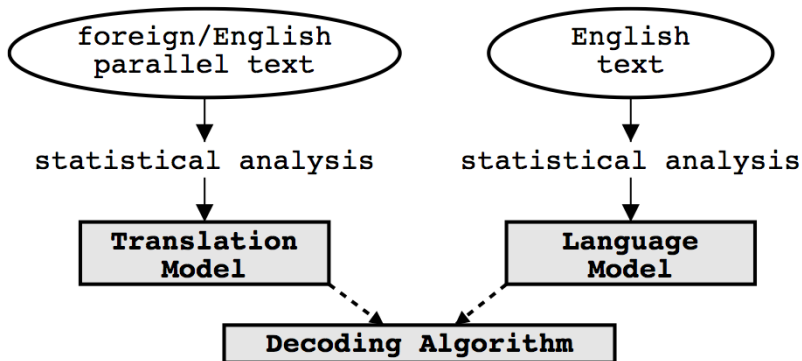 foreign/English
parallel text
English
text
statistical analysis
statistical analysis
Translation
Model
Language
Model
Decoding Algorithm